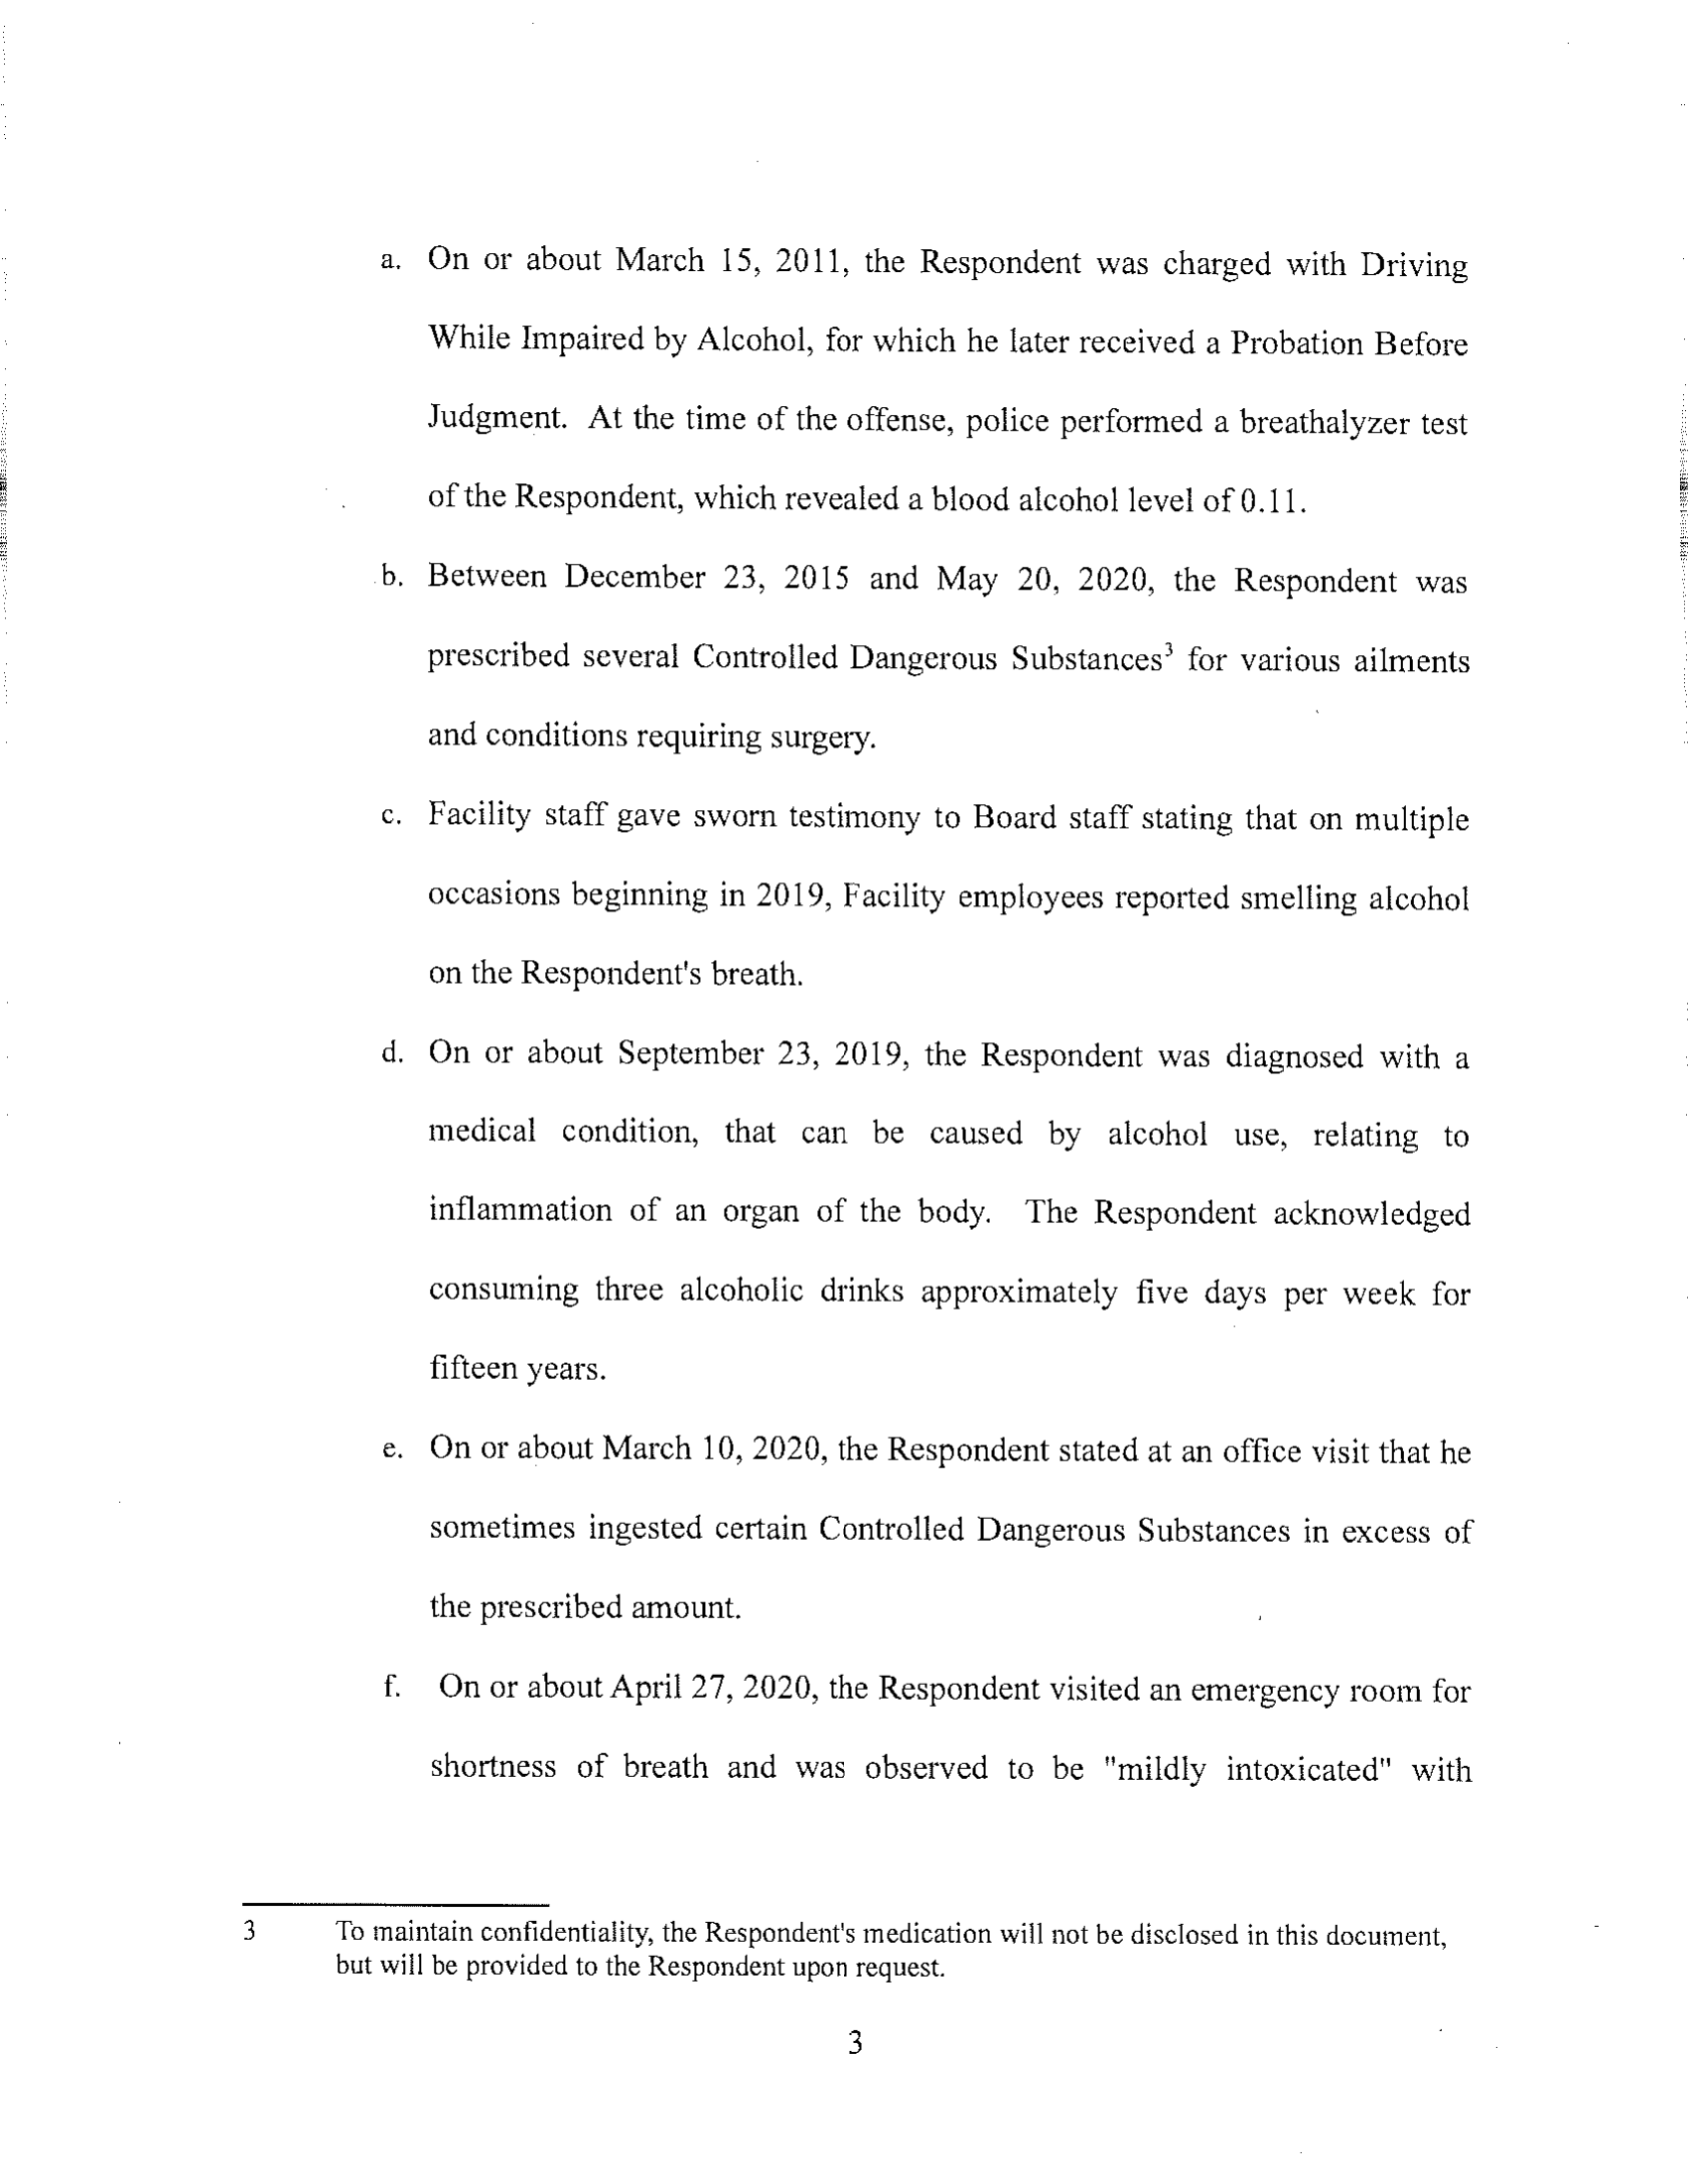 a. On or about March 15, 2011, the Respondent was charged with Driving
While Impaired by Alcohol, for which he later received a Probation Before
Judgment. At the time of the offense, police performed a breathalyzer test
of the Respondent, which revealed a blood alcohol level of 0.11.
b. Between December 23, 2015 and May 20, 2020, the Respondent was
prescribed several Controlled Dangerous Substances³ for various ailments
and conditions requiring surgery.
c. Facility staff gave sworn testimony to Board staff stating that on multiple
occasions beginning in 2019, Facility employees reported smelling alcohol
on the Respondent's breath.
d. On or about September 23, 2019, the Respondent was diagnosed with a
medical condition, that can be caused by alcohol use, relating to
inflammation of an organ of the body. The Respondent acknowledged
consuming three alcoholic drinks approximately five days per week for
fifteen years.
e. On or about March 10, 2020, the Respondent stated at an office visit that he
sometimes ingested certain Controlled Dangerous Substances in excess of
the prescribed amount.
f. On or about April 27, 2020, the Respondent visited an emergency room for
shortness of breath and was observed to be "mildly intoxicated" with
3 To maintain confidentiality, the Respondent's medication will not be disclosed in this document,
but will be provided to the Respondent upon request.
3